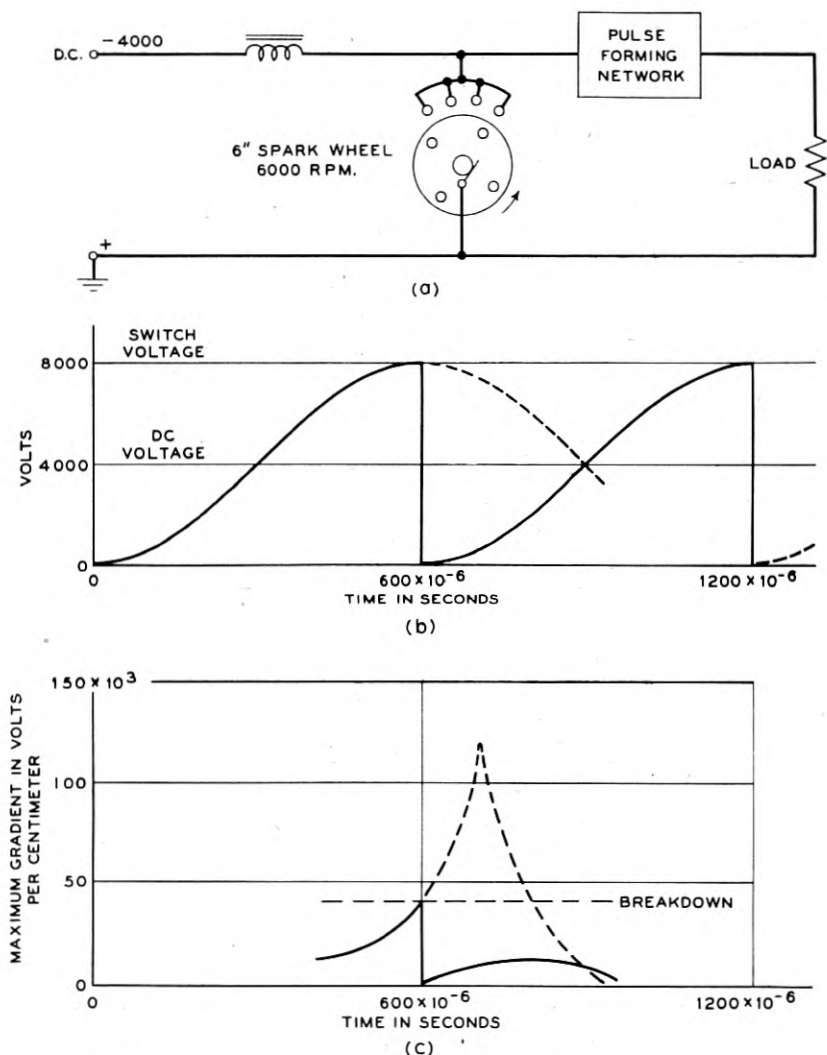 D.C.
-4000
PULSE
FORMING
NETWORK
6" SPARK WHEEL
6000 RPM.
LOAD
+
(a)
SWITCH
VOLTAGE
8000
DC
VOLTAGE
4000
VOLTS
0
0
600×10⁻⁶
1200×10⁻⁶
TIME IN SECONDS
(b)
150×10³
MAXIMUM GRADIENT IN VOLTS
PER CENTIMETER
100
50
BREAKDOWN
0
0
600×10⁻⁶
1200×10⁻⁶
TIME IN SECONDS
(c)